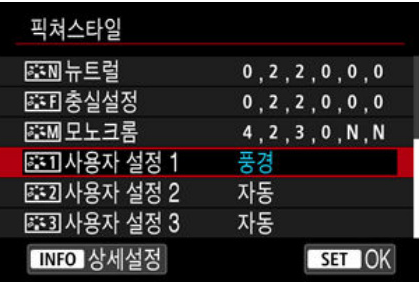 픽쳐스타일
N 뉴트럴 0,2,2,0,0,0
F 충실설정 0,2,2,0,0,0
M 모노크롬 4,2,3,0,N,N
1 사용자 설정 1 풍경
2 사용자 설정 2 자동
3 사용자 설정 3 자동
INFO 상세설정 SET OK